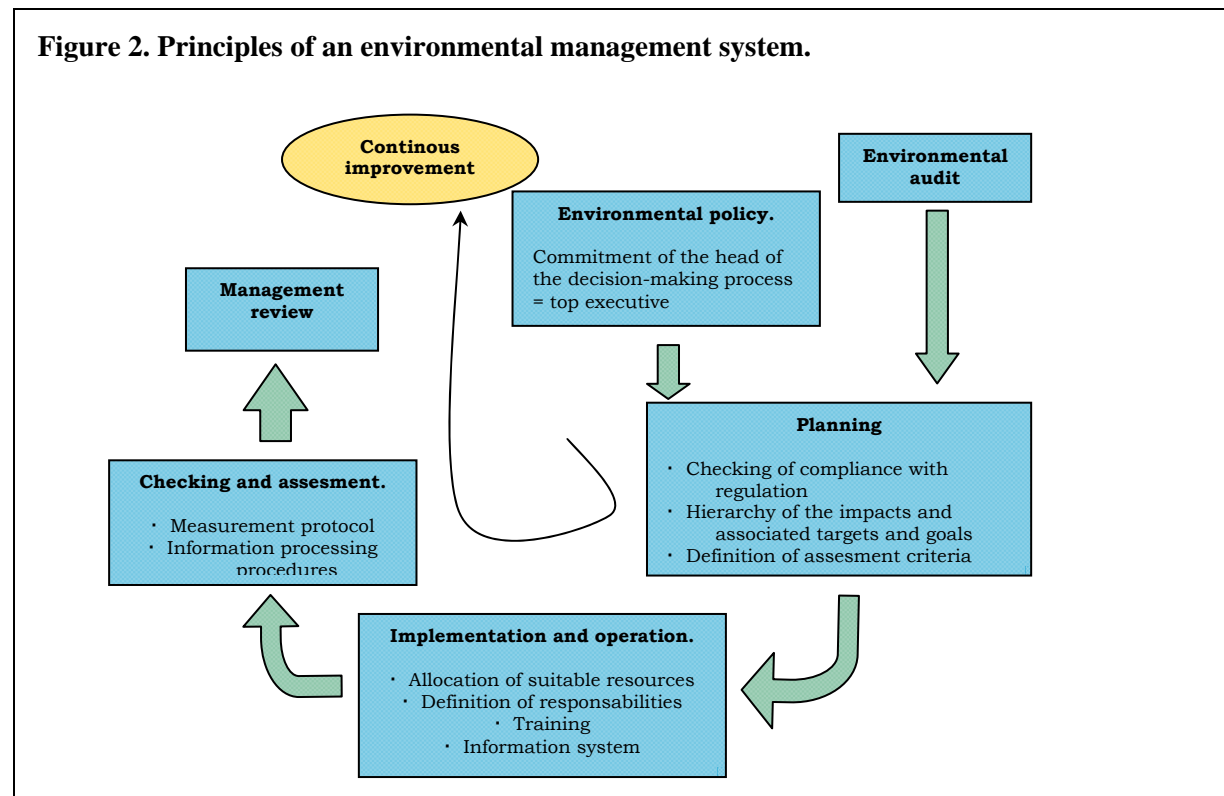 Figure 2. Principles of an environmental management system.
Continous
improvement
Environmental
audit
Environmental policy.
Commitment of the head of
the decision-making process
= top executive
Management
review
Planning
· Checking of compliance with
regulation
· Hierarchy of the impacts and
associated targets and goals
· Definition of assesment criteria
Checking and assesment.
· Measurement protocol
· Information processing
procedures
Implementation and operation.
· Allocation of suitable resources
· Definition of responsabilities
· Training
· Information system